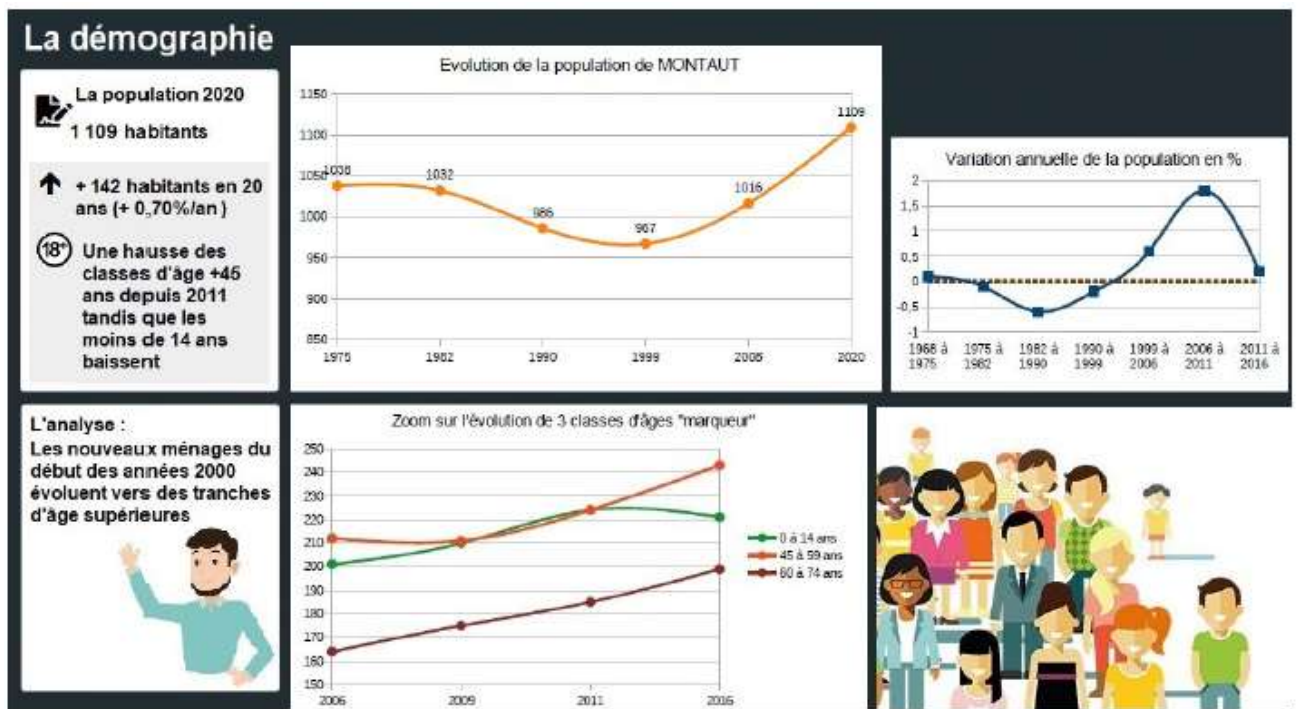 La démographie
La population 2020
1 109 habitants
+ 142 habitants en 20
ans (+ 0,70%/an )
18+
Une hausse des
classes d'âge +45
ans depuis 2011
tandis que les
moins de 14 ans
baissent
Evolution de la population de MONTAUT
1150
1100
1050
1000
950
900
850
1038
1032
986
967
1016
1109
1975
1982
1990
1999
2006
2020
Variation annuelle de la population en %
2
1,5
1
0,5
0
-0,5
-1
1968 à 1975 à 1982 à 1990 à 1999 à 2006 à 2011 à
1975 1982 1990 1999 2006 2011 2016
L'analyse :
Les nouveaux ménages du
début des années 2000
évoluent vers des tranches
d'âge supérieures
Zoom sur l'évolution de 3 classes d'âges "marqueur"
250
240
230
220
210
200
190
180
170
160
150
2006
2009
2011
2016
0 à 14 ans
45 à 59 ans
60 à 74 ans